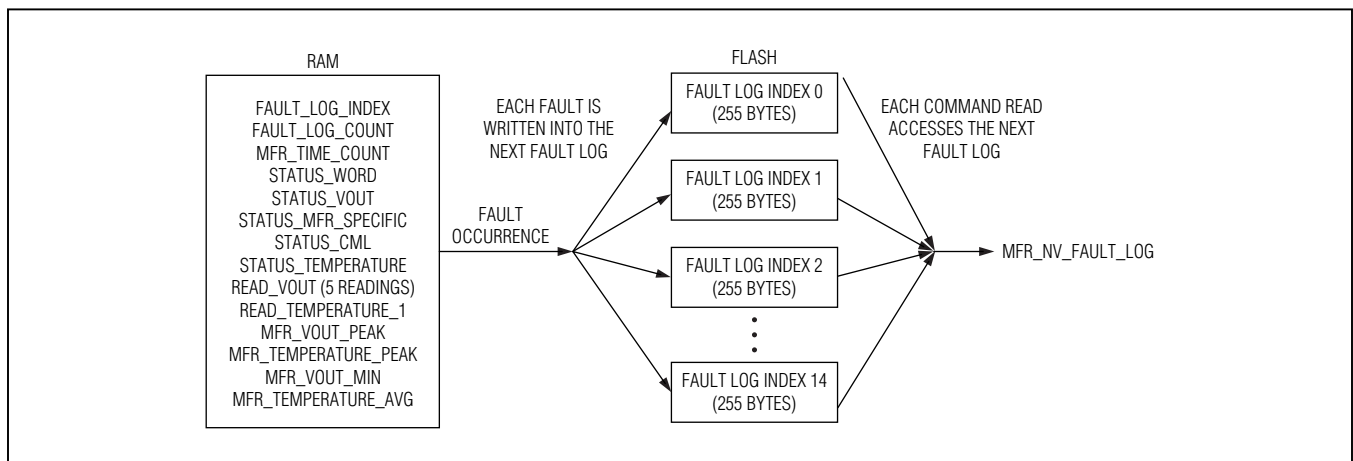 RAM
FAULT_LOG_INDEX
FAULT_LOG_COUNT
MFR_TIME_COUNT
STATUS_WORD
STATUS_VOUT
STATUS_MFR_SPECIFIC
STATUS_CML
STATUS_TEMPERATURE
READ_VOUT (5 READINGS)
READ_TEMPERATURE_1
MFR_VOUT_PEAK
MFR_TEMPERATURE_PEAK
MFR_VOUT_MIN
MFR_TEMPERATURE_AVG
FAULT
OCCURRENCE
EACH FAULT IS
WRITTEN INTO THE
NEXT FAULT LOG
FLASH
FAULT LOG INDEX 0
(255 BYTES)
FAULT LOG INDEX 1
(255 BYTES)
FAULT LOG INDEX 2
(255 BYTES)
FAULT LOG INDEX 14
(255 BYTES)
EACH COMMAND READ
ACCESSES THE NEXT
FAULT LOG
MFR_NV_FAULT_LOG